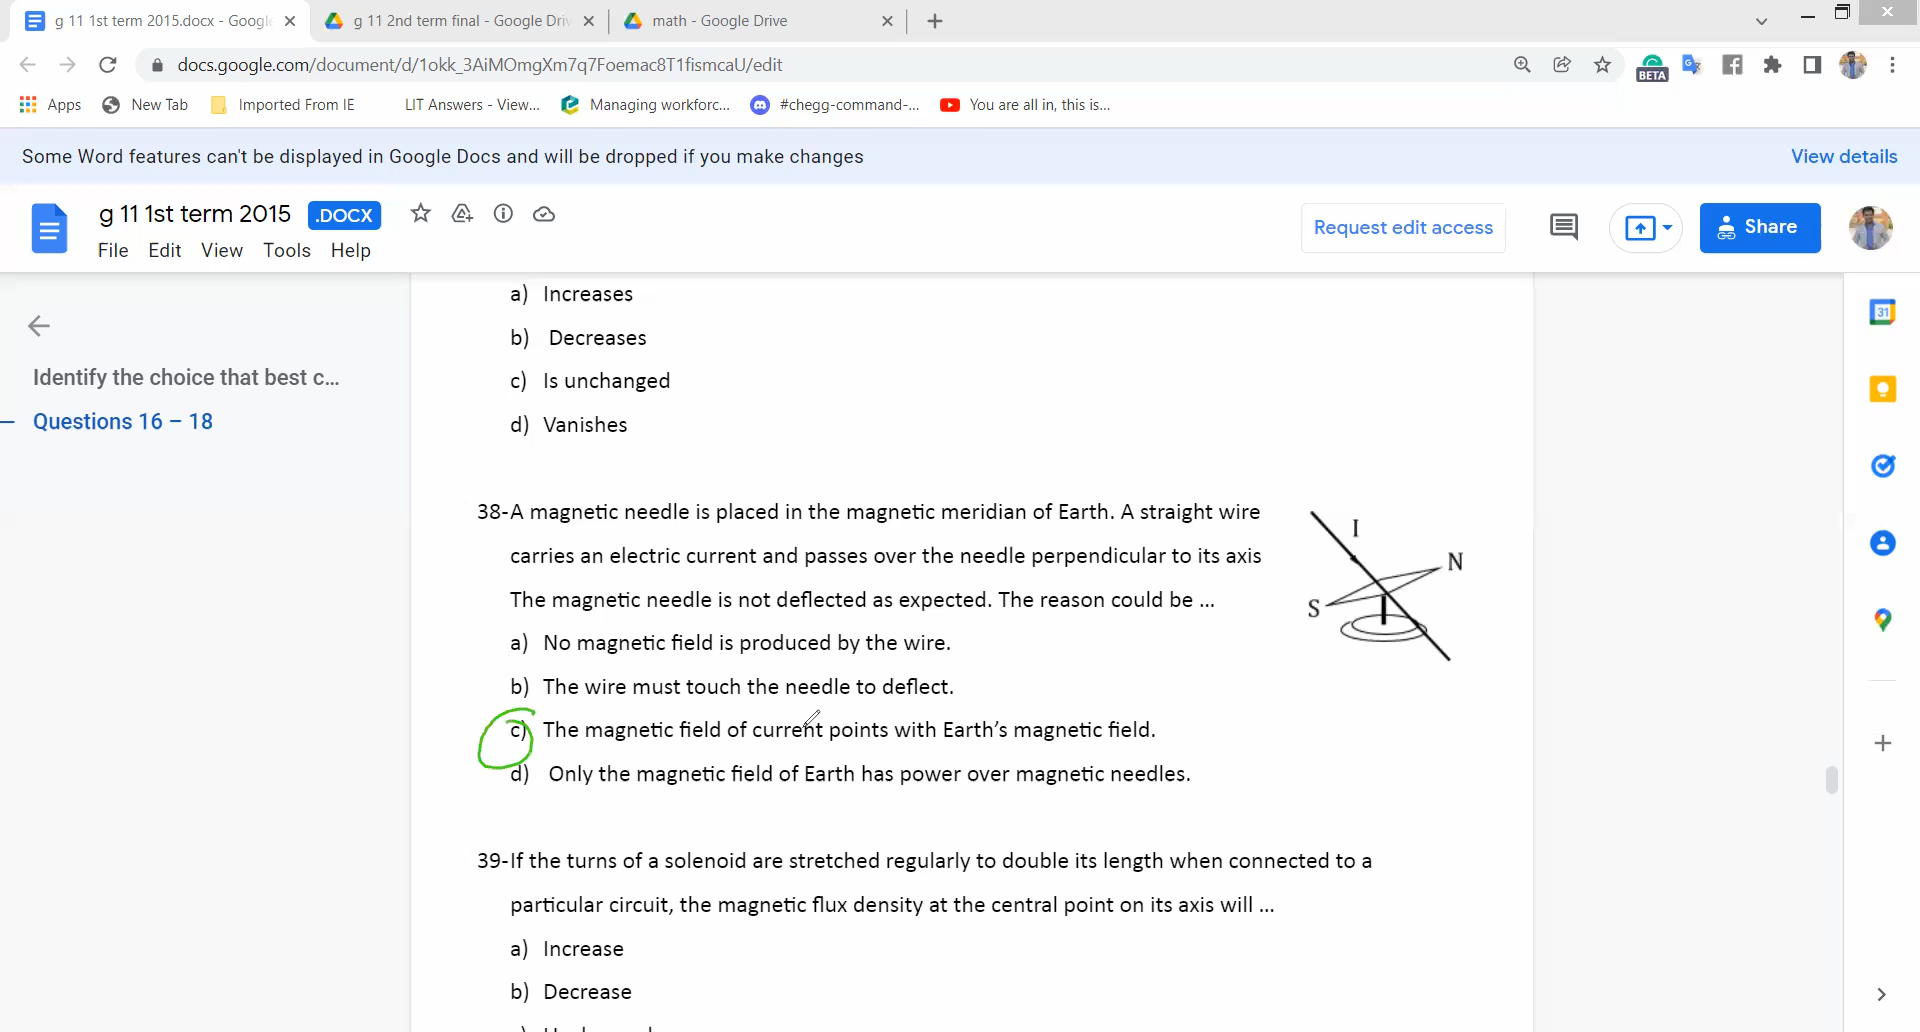 g 11 1st term 2015.docx - Google
g 11 2nd term final - Google Driv
math - Google Drive
docs.google.com/document/d/1okk_3AiMOmgXm7q7Foemac8T1fismcaU/edit
BETA
Apps
New Tab
Imported From IE
LIT Answers - View...
Managing workforc...
#chegg-command-...
You are all in, this is...
Some Word features can't be displayed in Google Docs and will be dropped if you make changes
View details
g 11 1st term 2015 .DOCX
File Edit View Tools Help
Request edit access
Share
Identify the choice that best c...
Questions 16 – 18
31
a) Increases
b) Decreases
c) Is unchanged
d) Vanishes
38-A magnetic needle is placed in the magnetic meridian of Earth. A straight wire
carries an electric current and passes over the needle perpendicular to its axis
The magnetic needle is not deflected as expected. The reason could be ...
I
N
S
a) No magnetic field is produced by the wire.
b) The wire must touch the needle to deflect.
c) The magnetic field of current points with Earth’s magnetic field.
d) Only the magnetic field of Earth has power over magnetic needles.
39-If the turns of a solenoid are stretched regularly to double its length when connected to a
particular circuit, the magnetic flux density at the central point on its axis will ...
a) Increase
b) Decrease